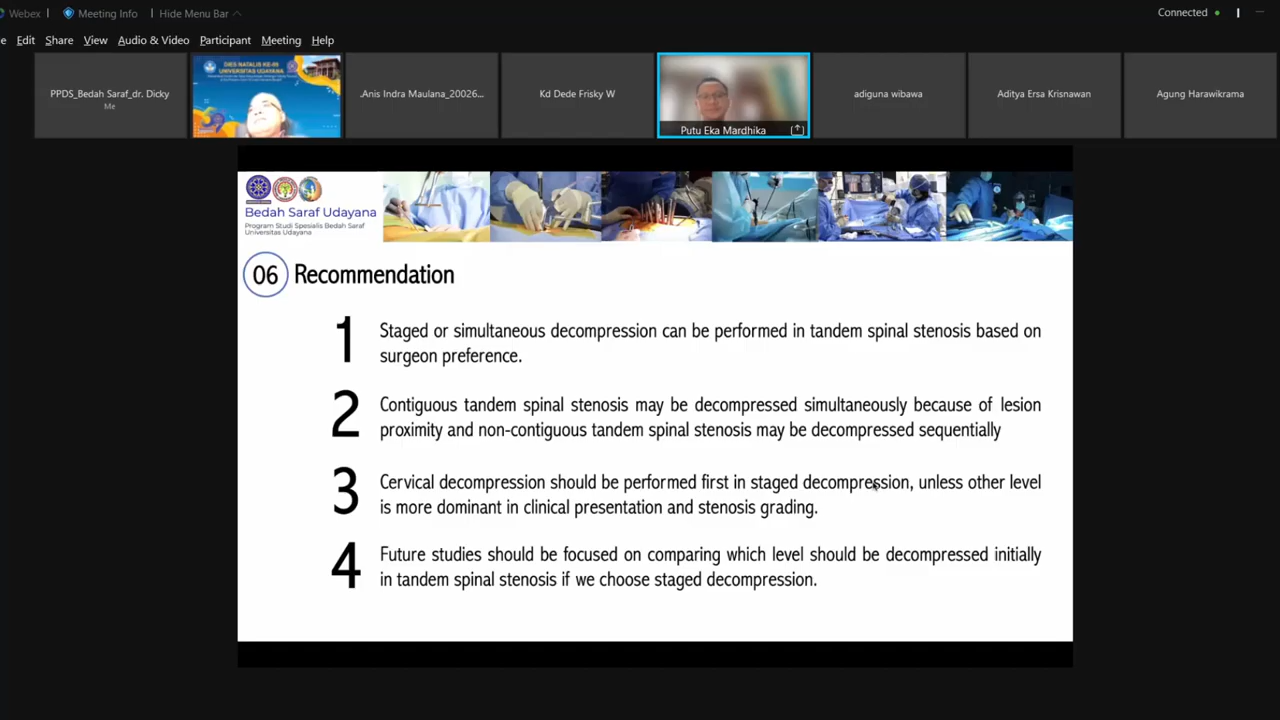 Webex
Meeting Info
Hide Menu Bar
Connected
Edit
Share
View
Audio & Video
Participant
Meeting
Help
PPDS_Bedah Saraf_dr. Dicky
Me
DIES NATALIS KE-
UNIVERSITAS UDAYANA
.Anis Indra Maulana_20026...
Kd Dede Frisky W
Putu Eka Mardhika
adiguna wibawa
Aditya Ersa Krisnawan
Agung Harawikrama
Bedah Saraf Udayana
Program Studi Spesialis Bedah Saraf
Universitas Udayana
06 Recommendation
1 Staged or simultaneous decompression can be performed in tandem spinal stenosis based on
surgeon preference.
2 Contiguous tandem spinal stenosis may be decompressed simultaneously because of lesion
proximity and non-contiguous tandem spinal stenosis may be decompressed sequentially
3 Cervical decompression should be performed first in staged decompression, unless other level
is more dominant in clinical presentation and stenosis grading.
4 Future studies should be focused on comparing which level should be decompressed initially
in tandem spinal stenosis if we choose staged decompression.